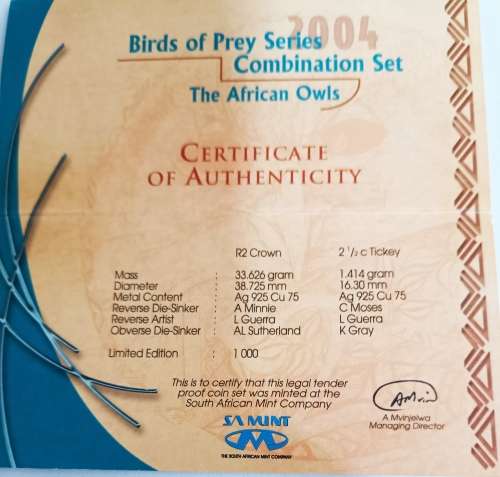 2004
Birds of Prey Series
Combination Set
The African Owls
CERTIFICATE
OF AUTHENTICITY
R2 Crown 2 1/2 c Tickey
Mass : 33.626 gram 1.414 gram
Diameter : 38.725 mm 16.30 mm
Metal Content : Ag 925 Cu 75 Ag 925 Cu 75
Reverse Die-Sinker : A Minnie C Moses
Reverse Artist : L Guerra L Guerra
Obverse Die-Sinker : AL Sutherland K Gray
Limited Edition : 1 000
This is to certify that this legal tender
proof coin set was minted at the
South African Mint Company
A Mvinjelwa
Managing Director
SA MINT
THE SOUTH AFRICAN MINT COMPANY